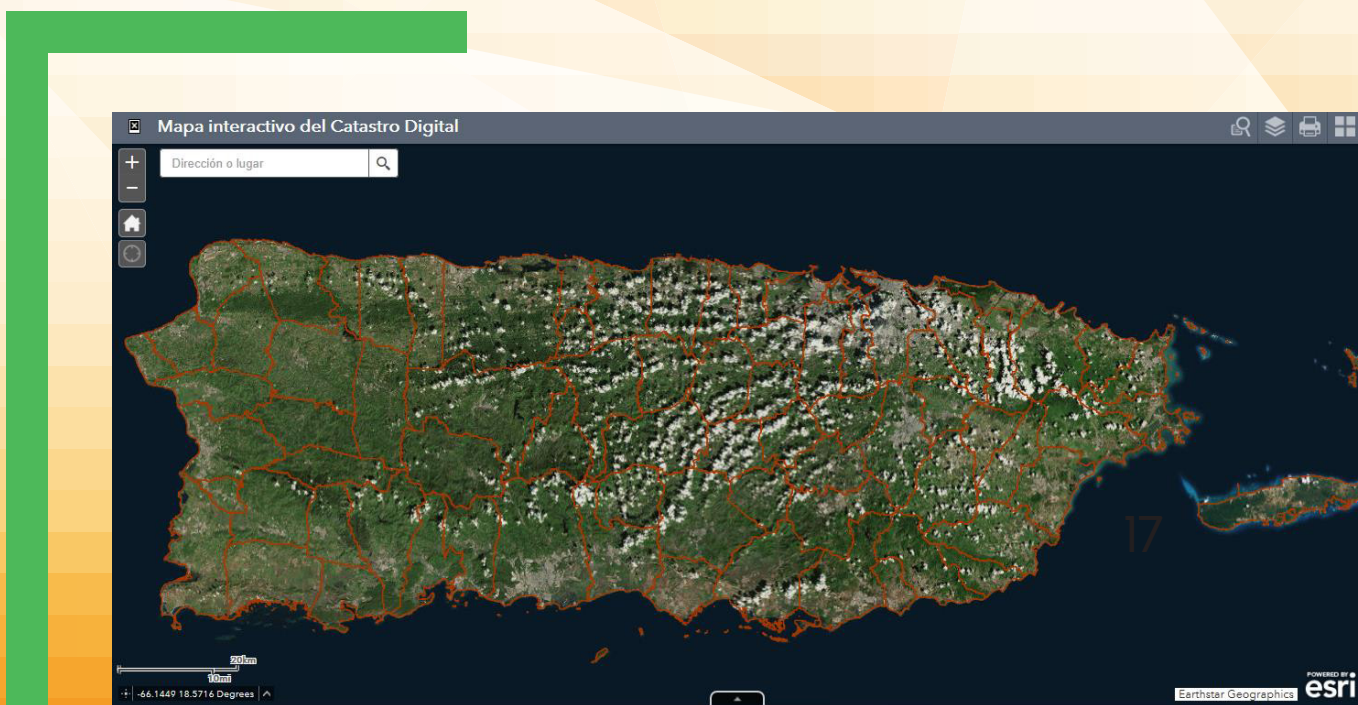 Mapa interactivo del Catastro Digital
Dirección o lugar
17
20km
10mi
-66.1449 18.5716 Degrees
Earthstar Geographics
POWERED BY
esri